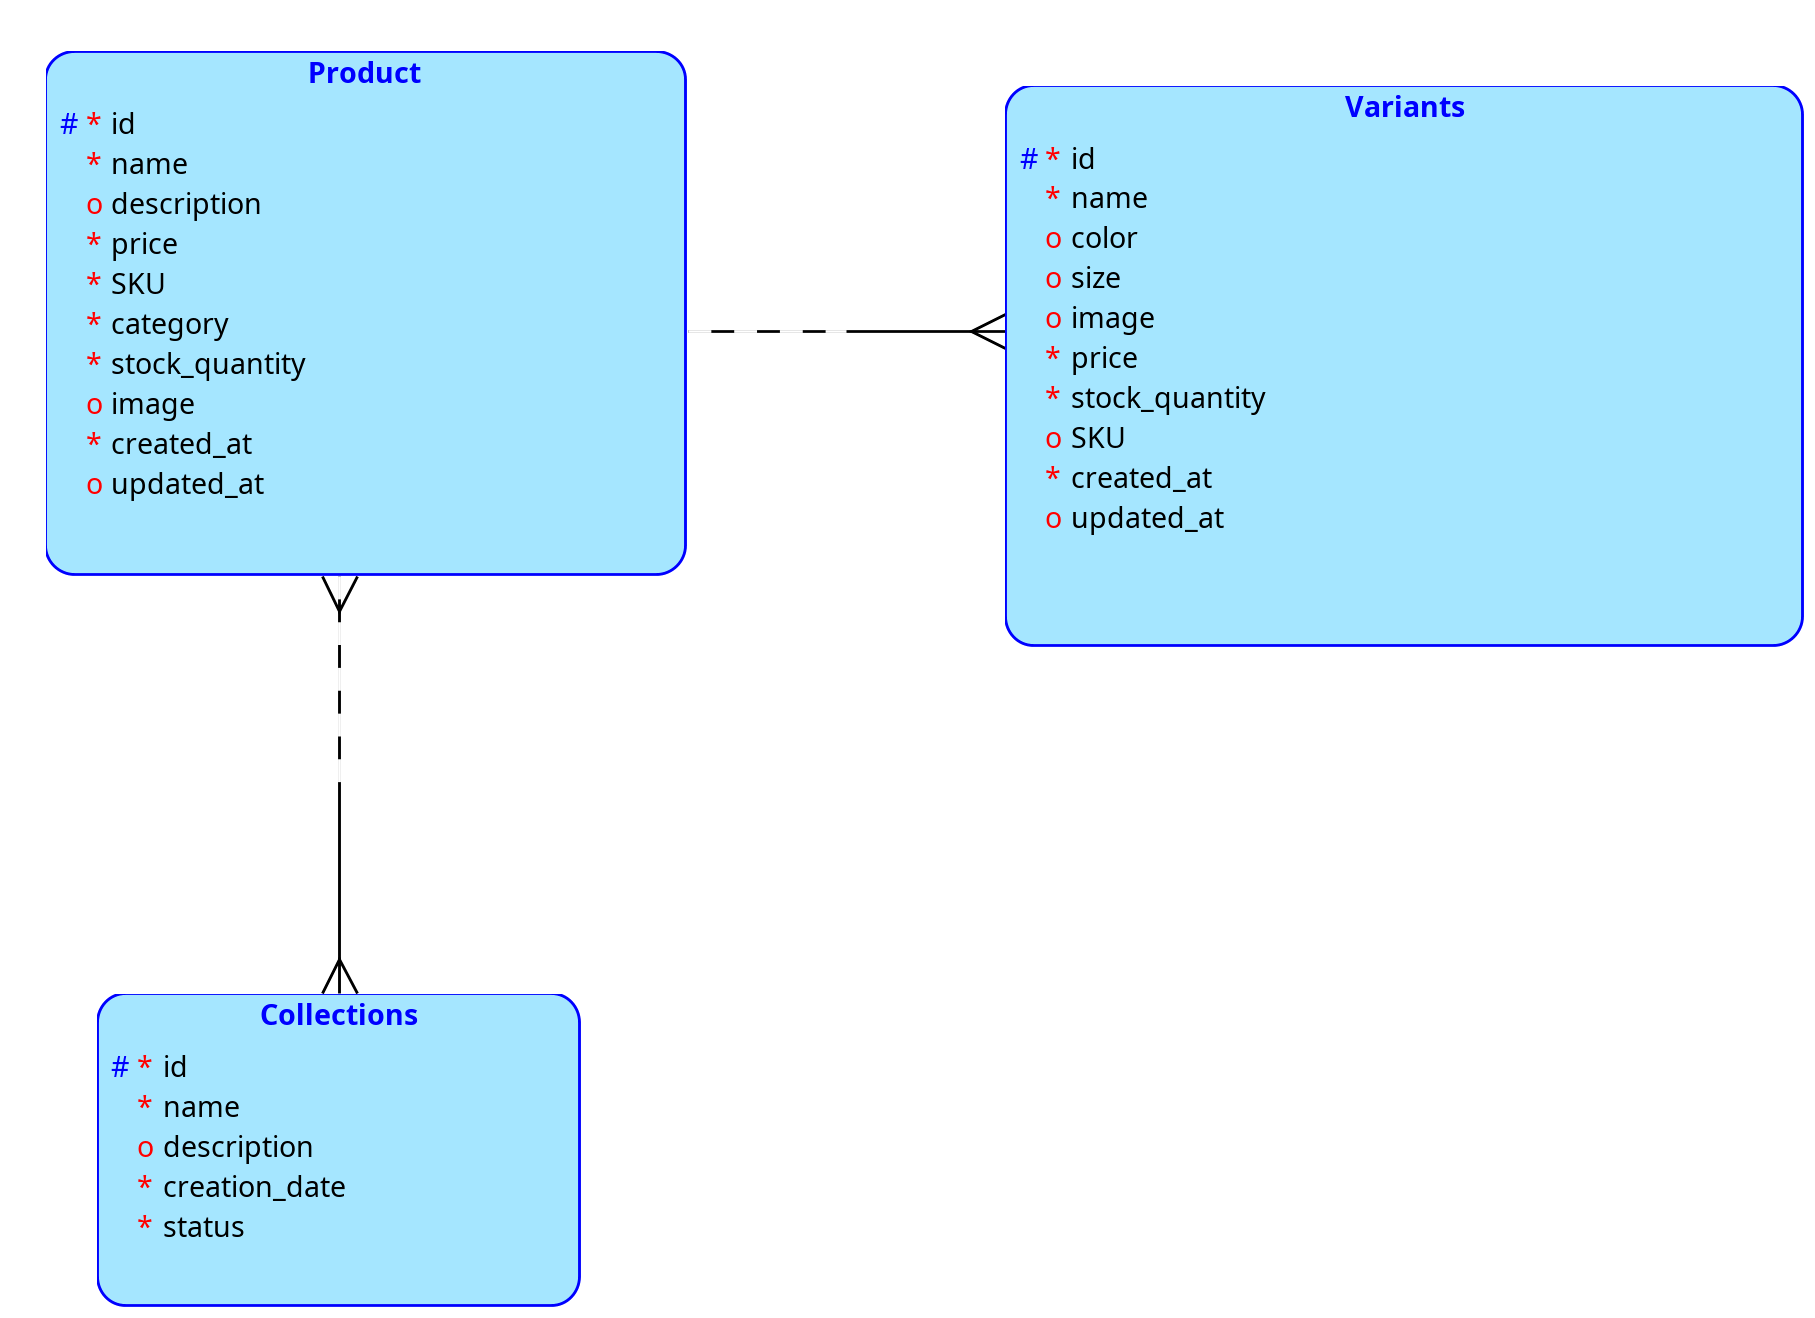 Product
# * id
* name
o description
* price
* SKU
* category
* stock_quantity
o image
* created_at
o updated_at
Variants
# * id
* name
o color
o size
o image
* price
* stock_quantity
o SKU
* created_at
o updated_at
Collections
# * id
* name
o description
* creation_date
* status